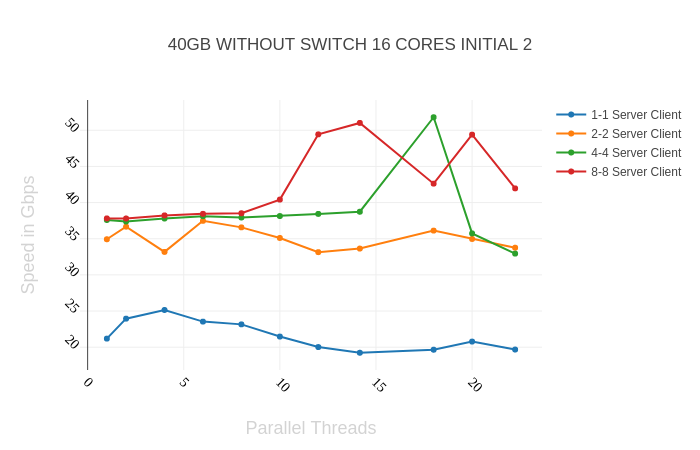 40GB WITHOUT SWITCH 16 CORES INITIAL 2
1-1 Server Client
2-2 Server Client
4-4 Server Client
8-8 Server Client
Speed in Gbps
50
45
40
35
30
25
20
0
5
10
15
20
Parallel Threads